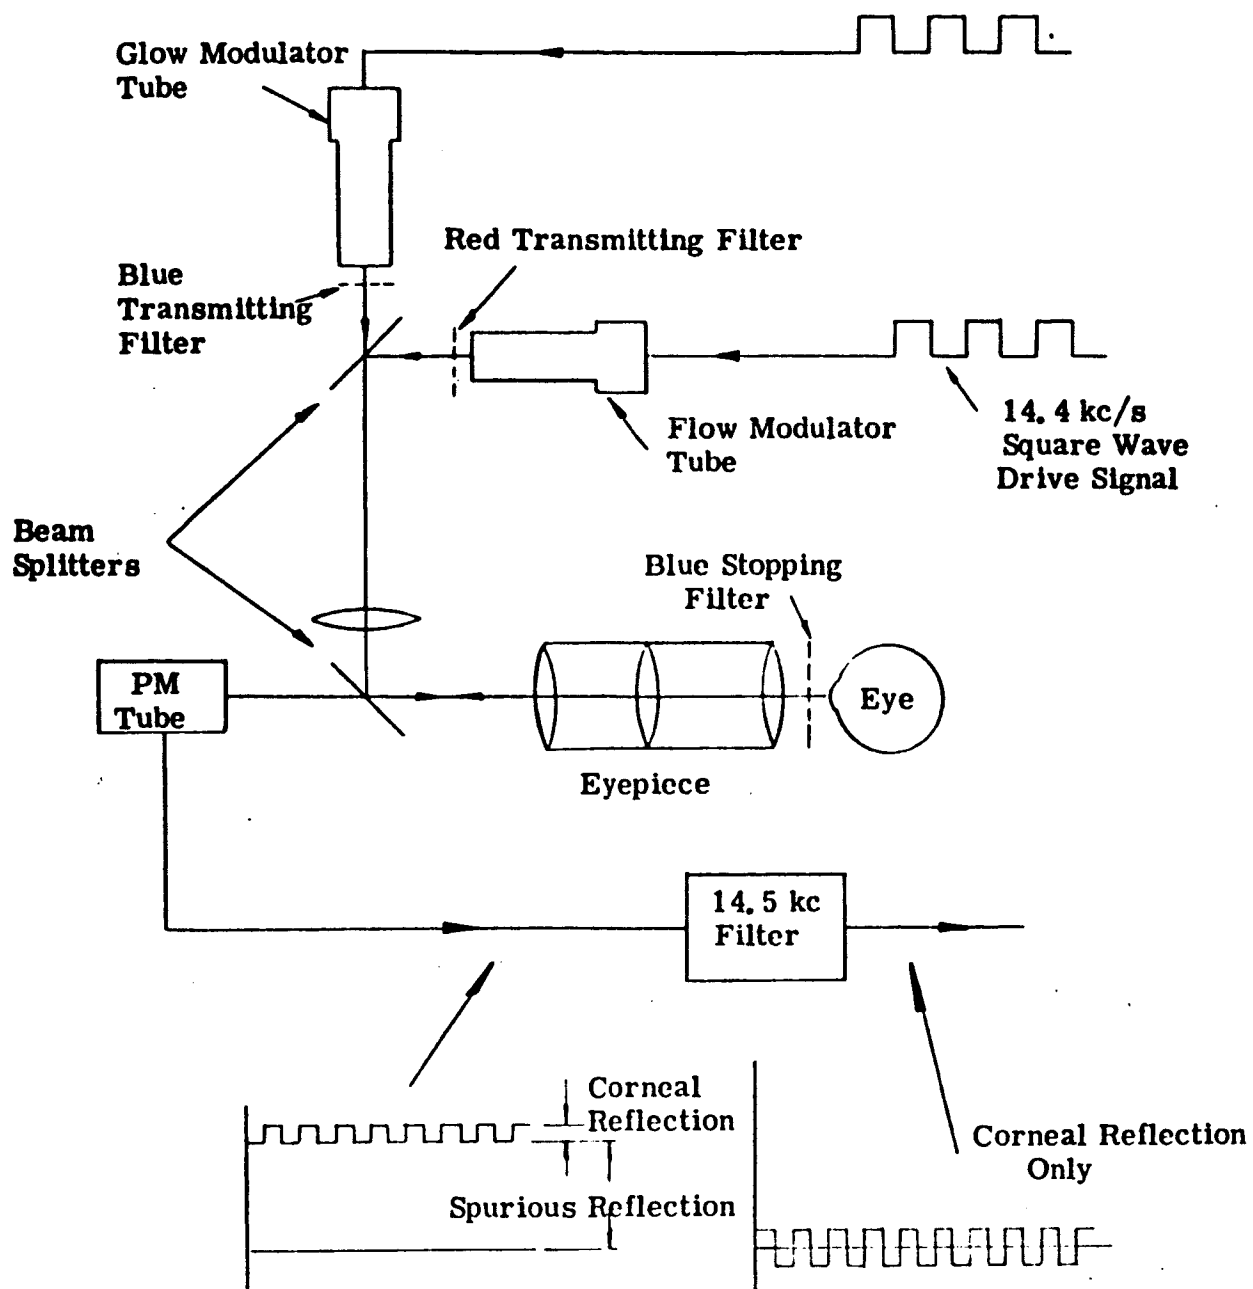 Glow Modulator
Tube
Red Transmitting Filter
Blue
Transmitting
Filter
Flow Modulator
Tube
14.4 kc/s
Square Wave
Drive Signal
Beam
Splitters
Blue Stopping
Filter
PM
Tube
Eye
Eyepiece
14.5 kc
Filter
Corneal
Reflection
Spurious Reflection
Corneal Reflection
Only